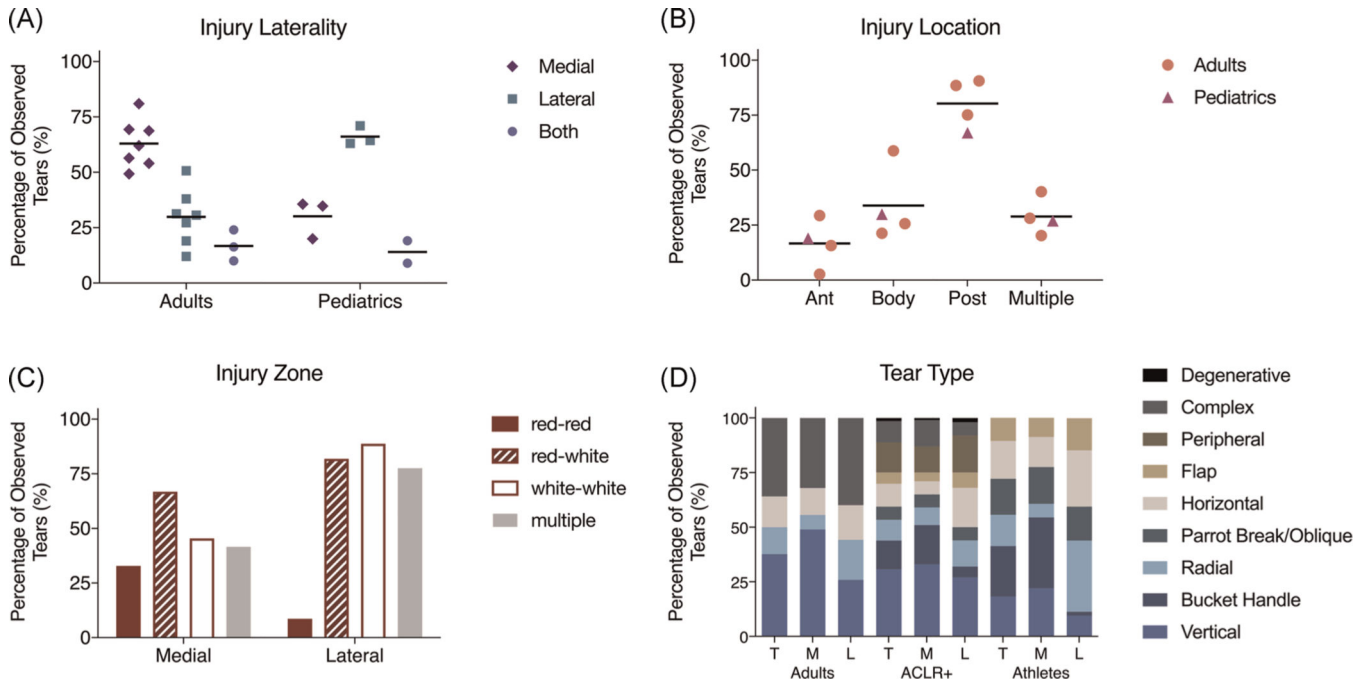 (A)
Injury Laterality
Percentage of Observed
Tears (%)
100
75
50
25
0
Adults
Pediatrics
Medial
Lateral
Both
(B)
Injury Location
Percentage of Observed
Tears (%)
100
75
50
25
0
Ant
Body
Post
Multiple
Adults
Pediatrics
(C)
Injury Zone
Percentage of Observed
Tears (%)
100
75
50
25
0
Medial
Lateral
red-red
red-white
white-white
multiple
(D)
Tear Type
Percentage of Observed
Tears (%)
100
75
50
25
0
T M L T M L T M L
Adults ACLR+ Athletes
Degenerative
Complex
Peripheral
Flap
Horizontal
Parrot Break/Oblique
Radial
Bucket Handle
Vertical